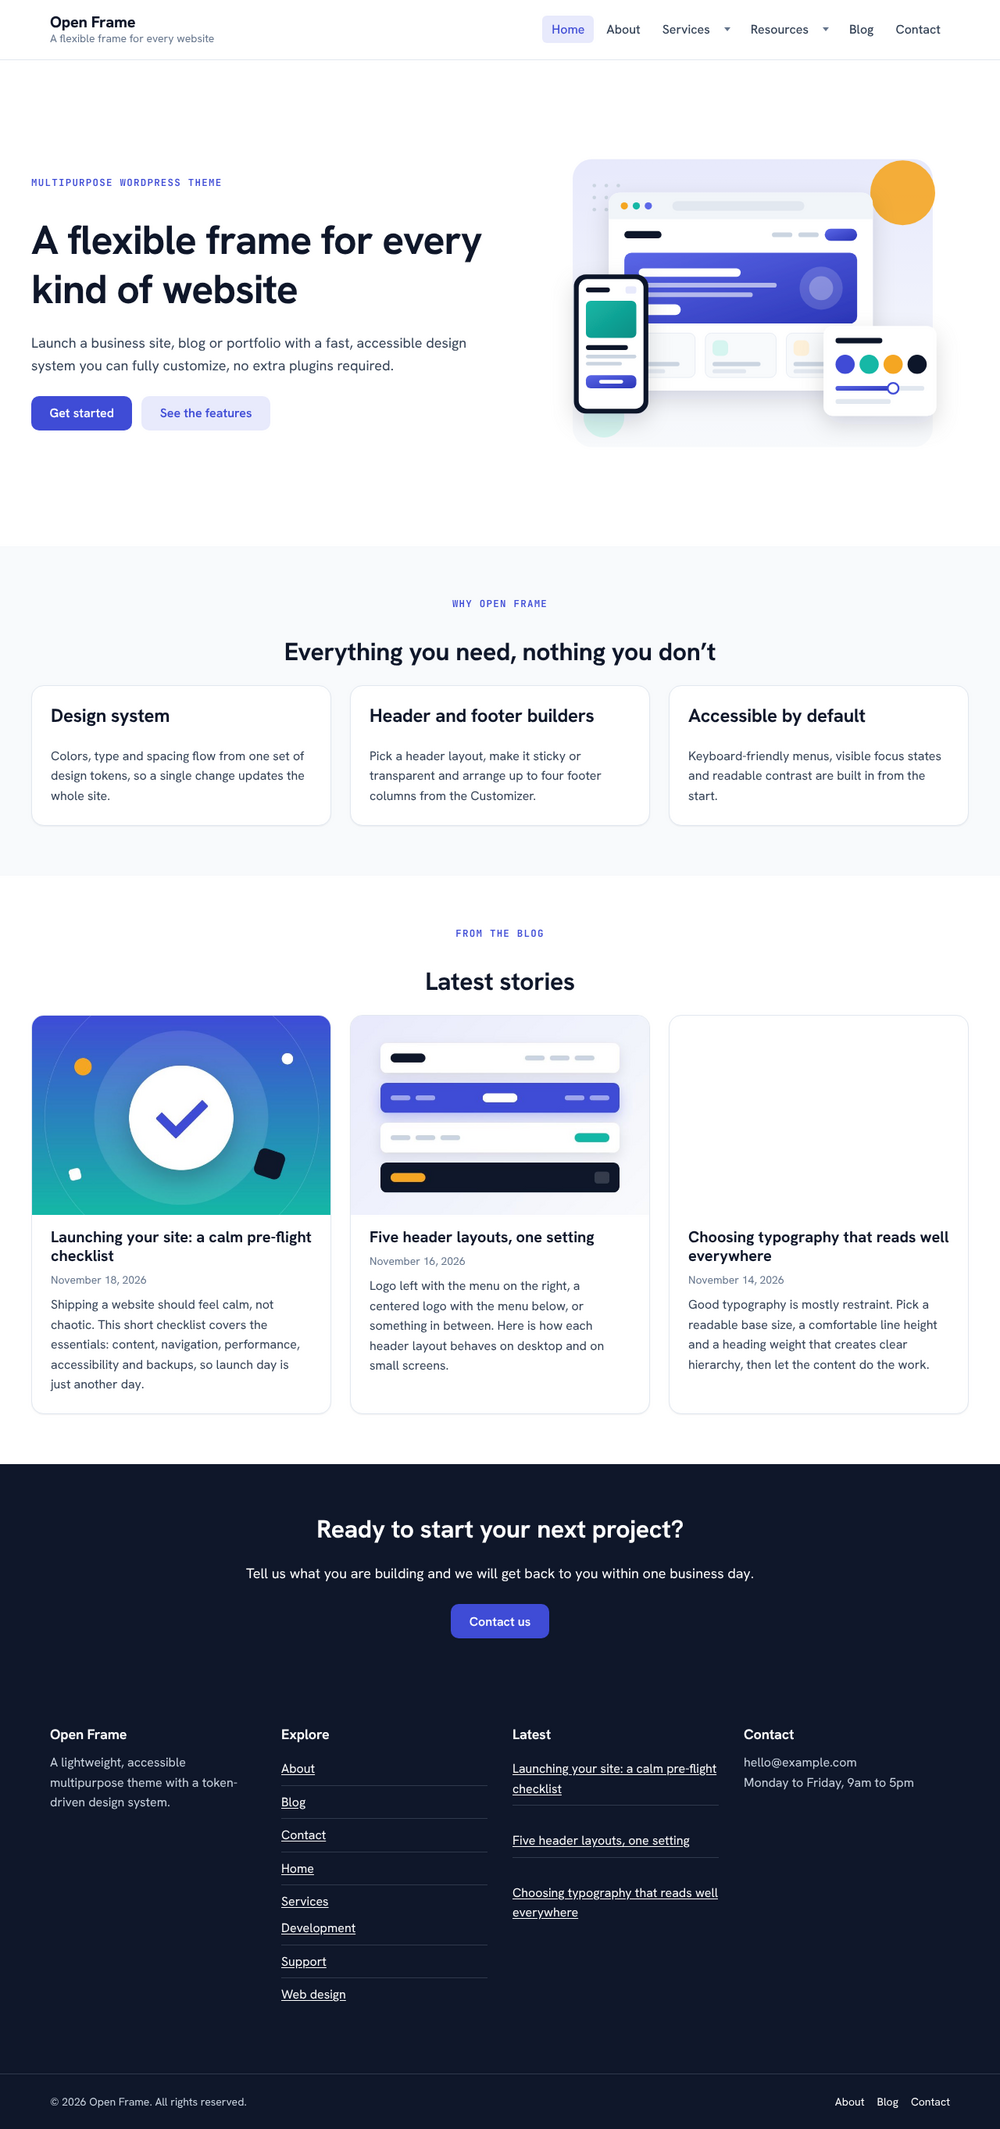 Open Frame
A flexible frame for every website
Home About Services Resources Blog Contact
MULTIPURPOSE WORDPRESS THEME
A flexible frame for every
kind of website
Launch a business site, blog or portfolio with a fast, accessible design
system you can fully customize, no extra plugins required.
Get started See the features
WHY OPEN FRAME
Everything you need, nothing you don’t
Design system
Colors, type and spacing flow from one set of
design tokens, so a single change updates the
whole site.
Header and footer builders
Pick a header layout, make it sticky or
transparent and arrange up to four footer
columns from the Customizer.
Accessible by default
Keyboard-friendly menus, visible focus states
and readable contrast are built in from the
start.
FROM THE BLOG
Latest stories
Launching your site: a calm pre-flight
checklist
November 18, 2026
Shipping a website should feel calm, not
chaotic. This short checklist covers the
essentials: content, navigation, performance,
accessibility and backups, so launch day is
just another day.
Five header layouts, one setting
November 16, 2026
Logo left with the menu on the right, a
centered logo with the menu below, or
something in between. Here is how each
header layout behaves on desktop and on
small screens.
Choosing typography that reads well
everywhere
November 14, 2026
Good typography is mostly restraint. Pick a
readable base size, a comfortable line height
and a heading weight that creates clear
hierarchy, then let the content do the work.
Ready to start your next project?
Tell us what you are building and we will get back to you within one business day.
Contact us
Open Frame
A lightweight, accessible
multipurpose theme with a token-
driven design system.
Explore
About
Blog
Contact
Home
Services
Development
Support
Web design
Latest
Launching your site: a calm pre-flight
checklist
Five header layouts, one setting
Choosing typography that reads well
everywhere
Contact
hello@example.com
Monday to Friday, 9am to 5pm
© 2026 Open Frame. All rights reserved.
About Blog Contact